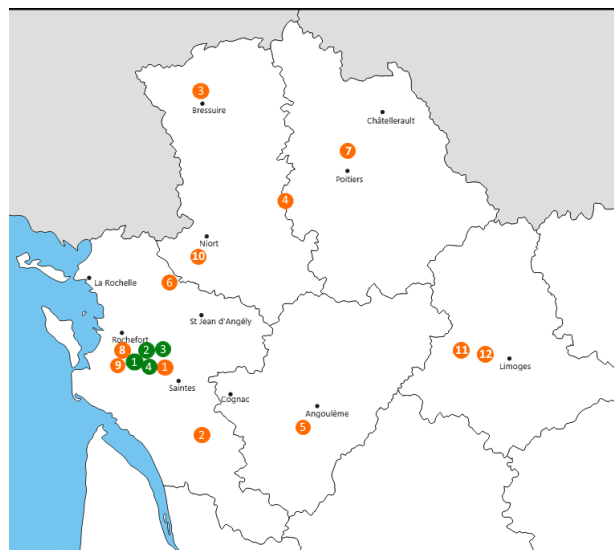 3
Bressuire
Châtellerault
7
Poitiers
4
Niort
10
La Rochelle
6
St Jean d'Angély
Rochefort
8
2
3
1
9
4
1
11
12
Limoges
Saintes
Cognac
Angoulême
5
2